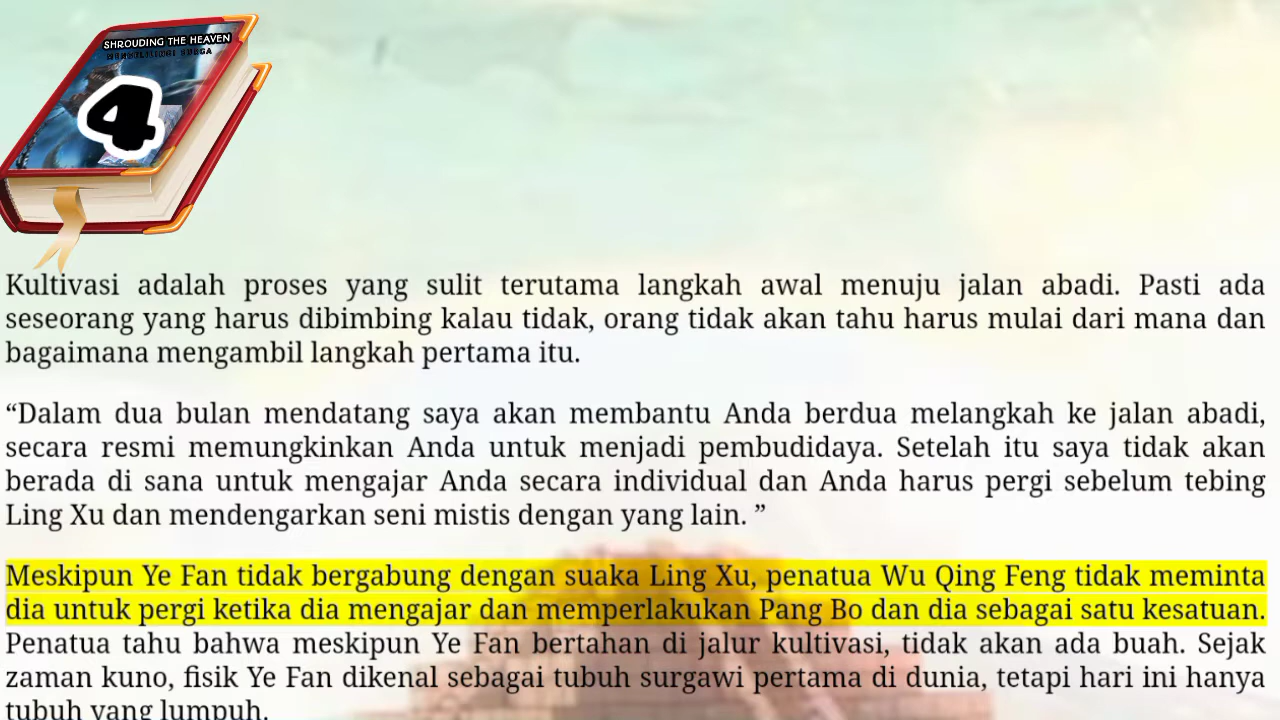 SHROUDING THE HEAVEN
4
Kultivasi adalah proses yang sulit terutama langkah awal menuju jalan abadi. Pasti ada
seseorang yang harus dibimbing kalau tidak, orang tidak akan tahu harus mulai dari mana dan
bagaimana mengambil langkah pertama itu.
“Dalam dua bulan mendatang saya akan membantu Anda berdua melangkah ke jalan abadi,
secara resmi memungkinkan Anda untuk menjadi pembudidaya. Setelah itu saya tidak akan
berada di sana untuk mengajar Anda secara individual dan Anda harus pergi sebelum tebing
Ling Xu dan mendengarkan seni mistis dengan yang lain. ”
Meskipun Ye Fan tidak bergabung dengan suaka Ling Xu, penatua Wu Qing Feng tidak meminta
dia untuk pergi ketika dia mengajar dan memperlakukan Pang Bo dan dia sebagai satu kesatuan.
Penatua tahu bahwa meskipun Ye Fan bertahan di jalur kultivasi, tidak akan ada buah. Sejak
zaman kuno, fisik Ye Fan dikenal sebagai tubuh surgawi pertama di dunia, tetapi hari ini hanya
tubuh yang lumpuh.